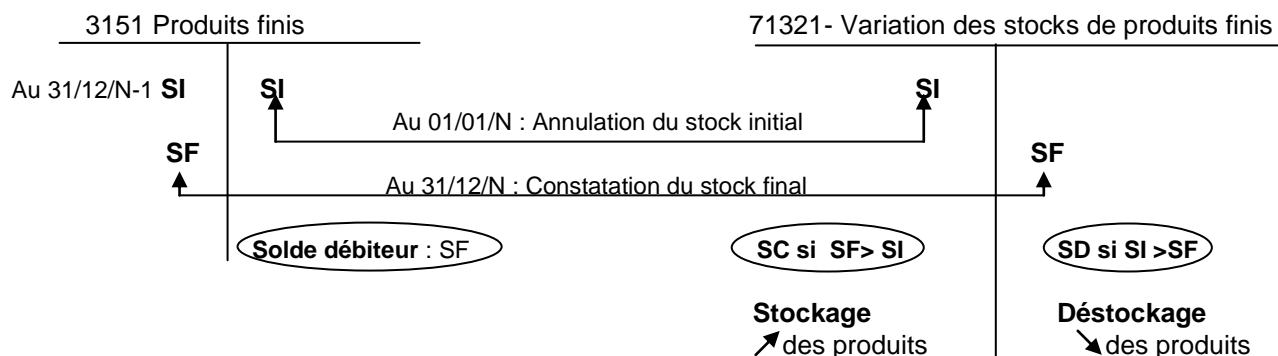 3151 Produits finis 71321- Variation des stocks de produits finis
Au 31/12/N-1 SI SI SI
Au 01/01/N : Annulation du stock initial
SF SF
Au 31/12/N : Constatation du stock final
Solde débiteur : SF SC si SF> SI SD si SI >SF
Stockage Déstockage
des produits des produits